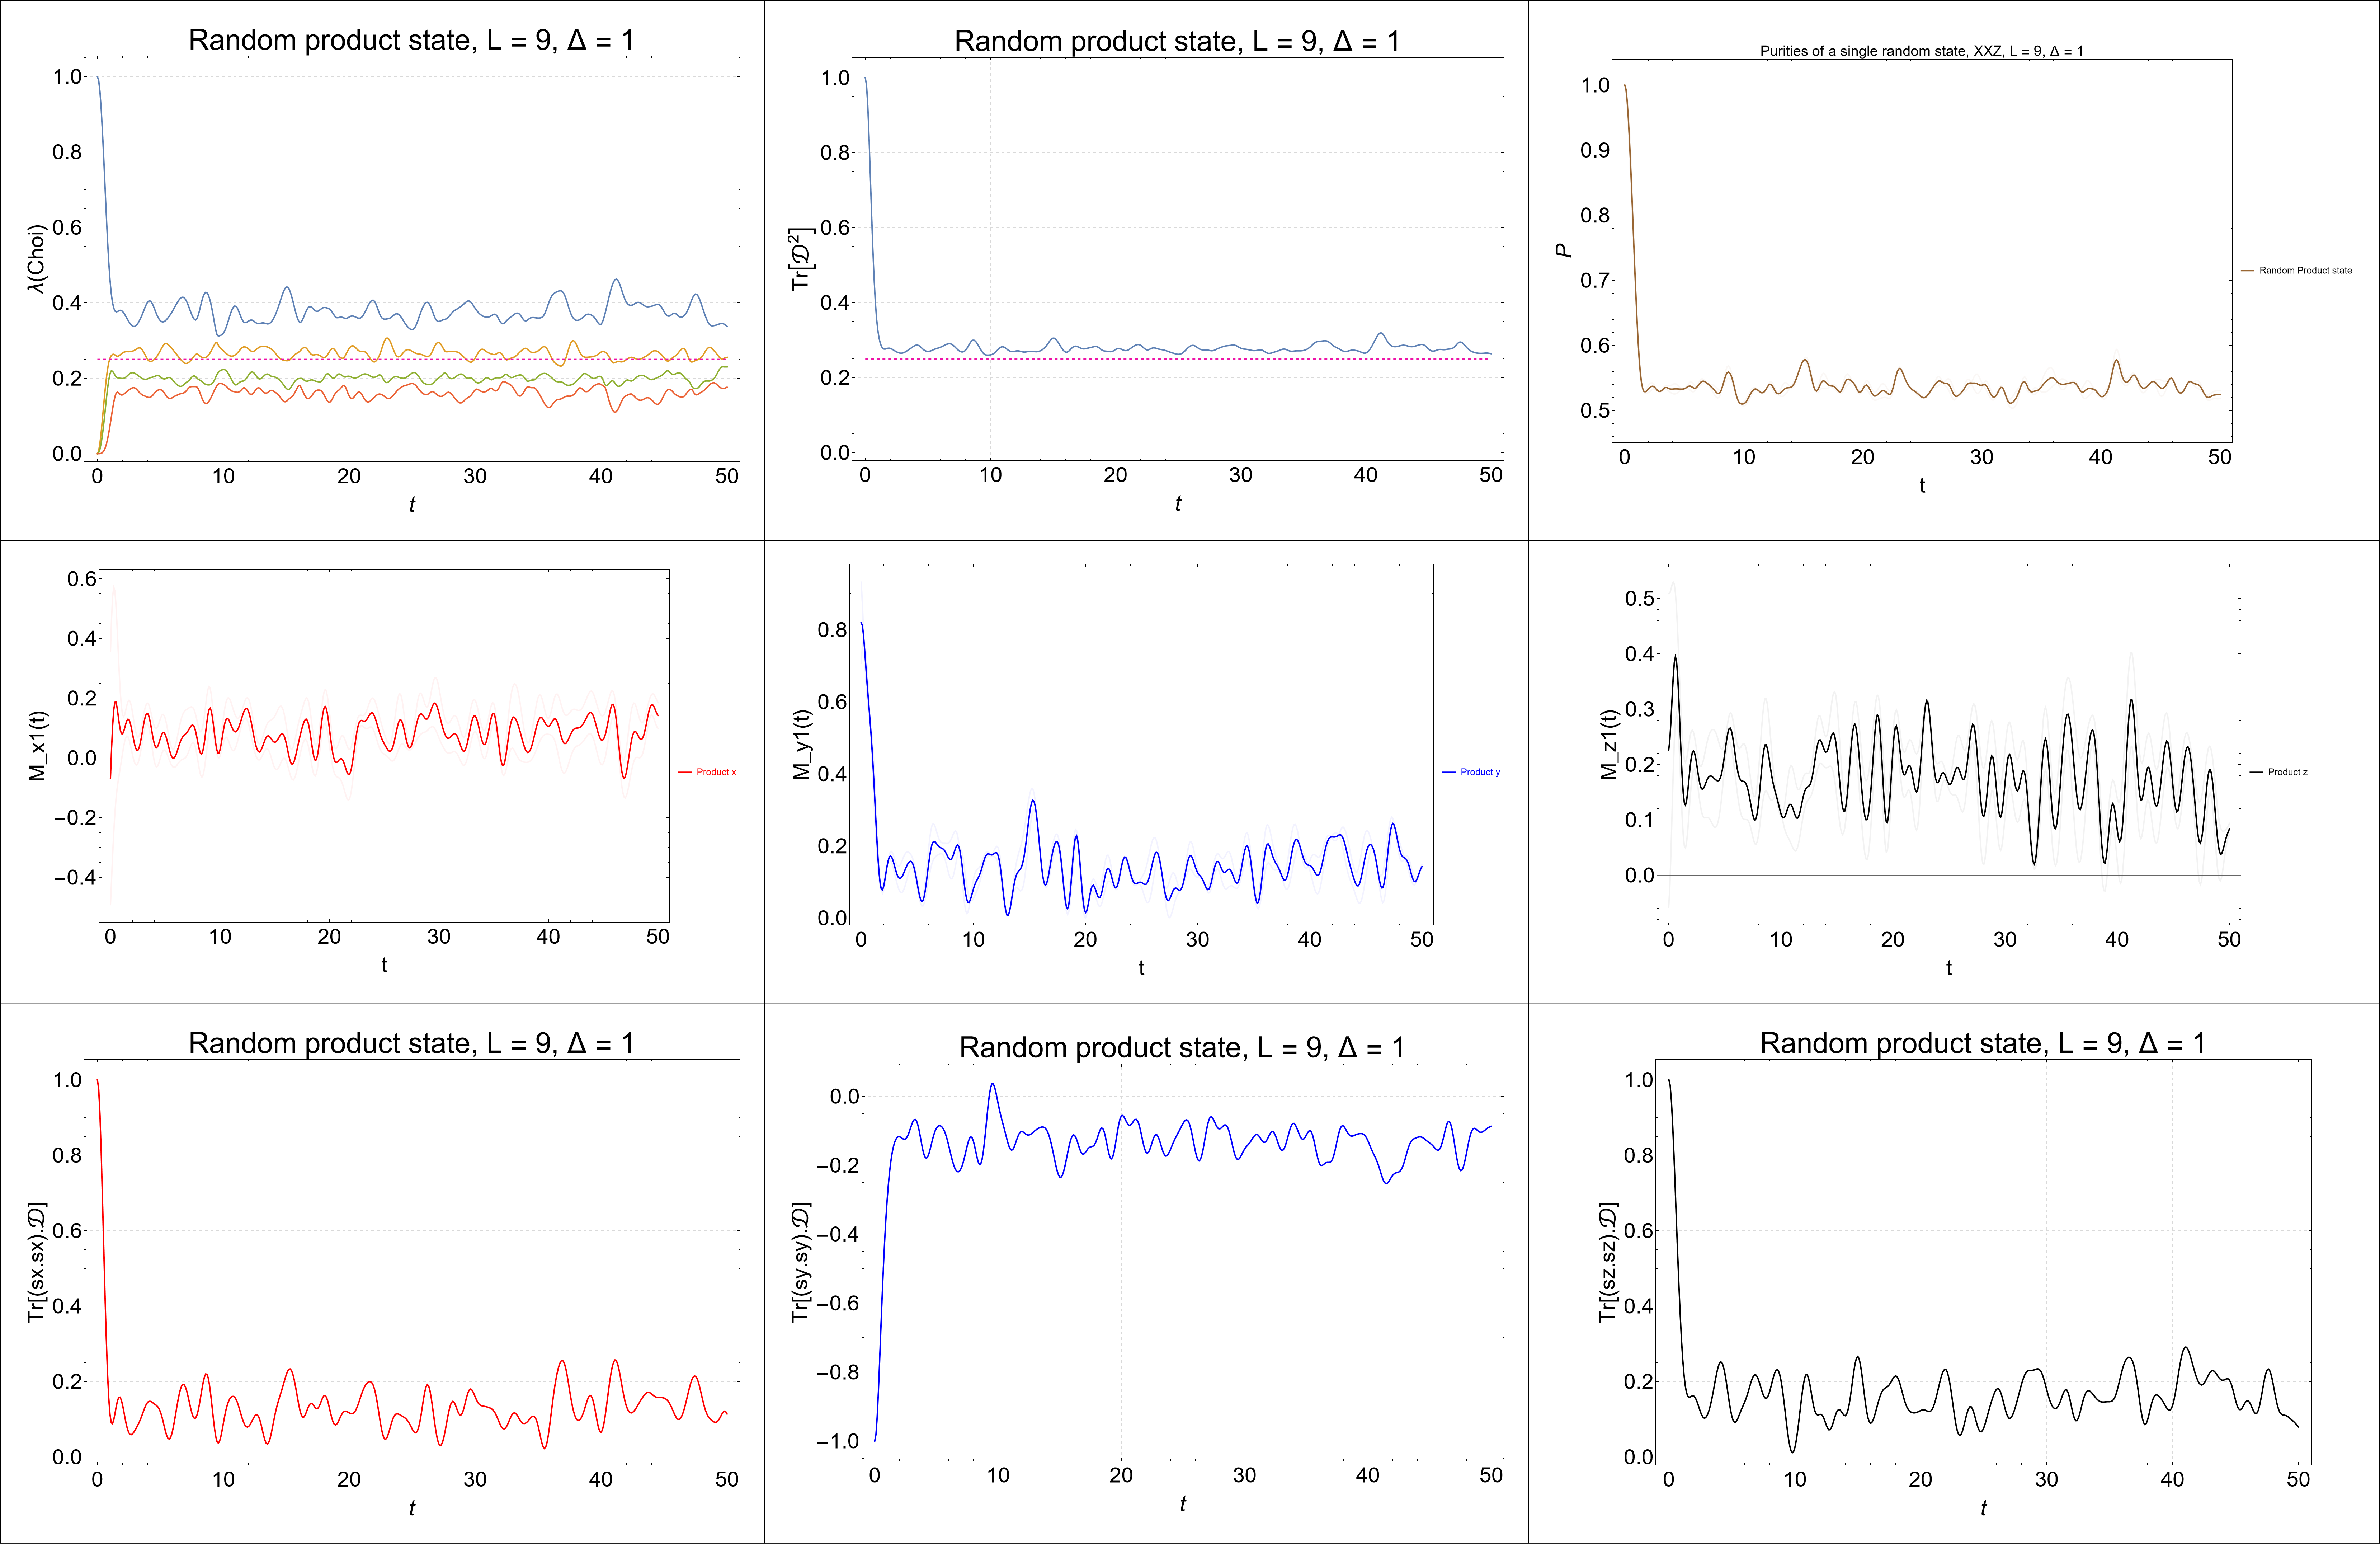 Random product state, L = 9, Δ = 1
λ(Choi)
1.0
0.8
0.6
0.4
0.2
0.0
0 10 20 30 40 50
t
Random product state, L = 9, Δ = 1
Tr[𝒟²]
1.0
0.8
0.6
0.4
0.2
0.0
0 10 20 30 40 50
t
Purities of a single random state, XXZ, L = 9, Δ = 1
P
1.0
0.9
0.8
0.7
0.6
0.5
0 10 20 30 40 50
t
Random Product state
M_x1(t)
0.6
0.4
0.2
0.0
−0.2
−0.4
0 10 20 30 40 50
t
Product x
M_y1(t)
0.8
0.6
0.4
0.2
0.0
0 10 20 30 40 50
t
Product y
M_z1(t)
0.5
0.4
0.3
0.2
0.1
0.0
0 10 20 30 40 50
t
Product z
Random product state, L = 9, Δ = 1
Tr[(sx.sx).𝒟]
1.0
0.8
0.6
0.4
0.2
0.0
0 10 20 30 40 50
t
Random product state, L = 9, Δ = 1
Tr[(sy.sy).𝒟]
0.0
−0.2
−0.4
−0.6
−0.8
−1.0
0 10 20 30 40 50
t
Random product state, L = 9, Δ = 1
Tr[(sz.sz).𝒟]
1.0
0.8
0.6
0.4
0.2
0.0
0 10 20 30 40 50
t